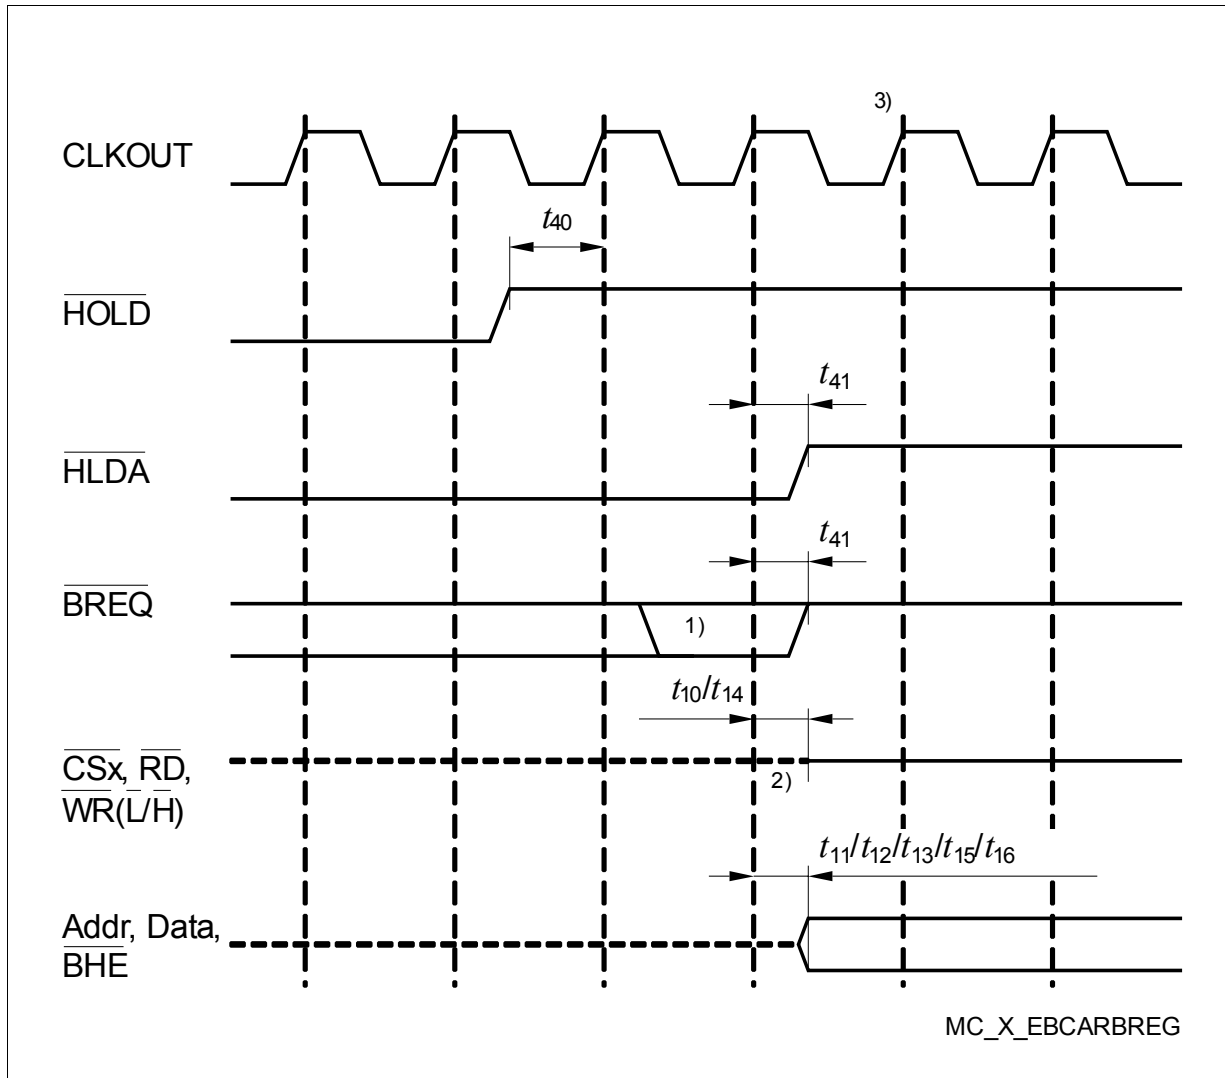 3)
CLKOUT
t40
HOLD
t41
HLDA
t41
BREQ
1)
t10/t14
CSx, RD,
WR(L/H)
2)
t11/t12/t13/t15/t16
Addr, Data,
BHE
MC_X_EBCARBREG